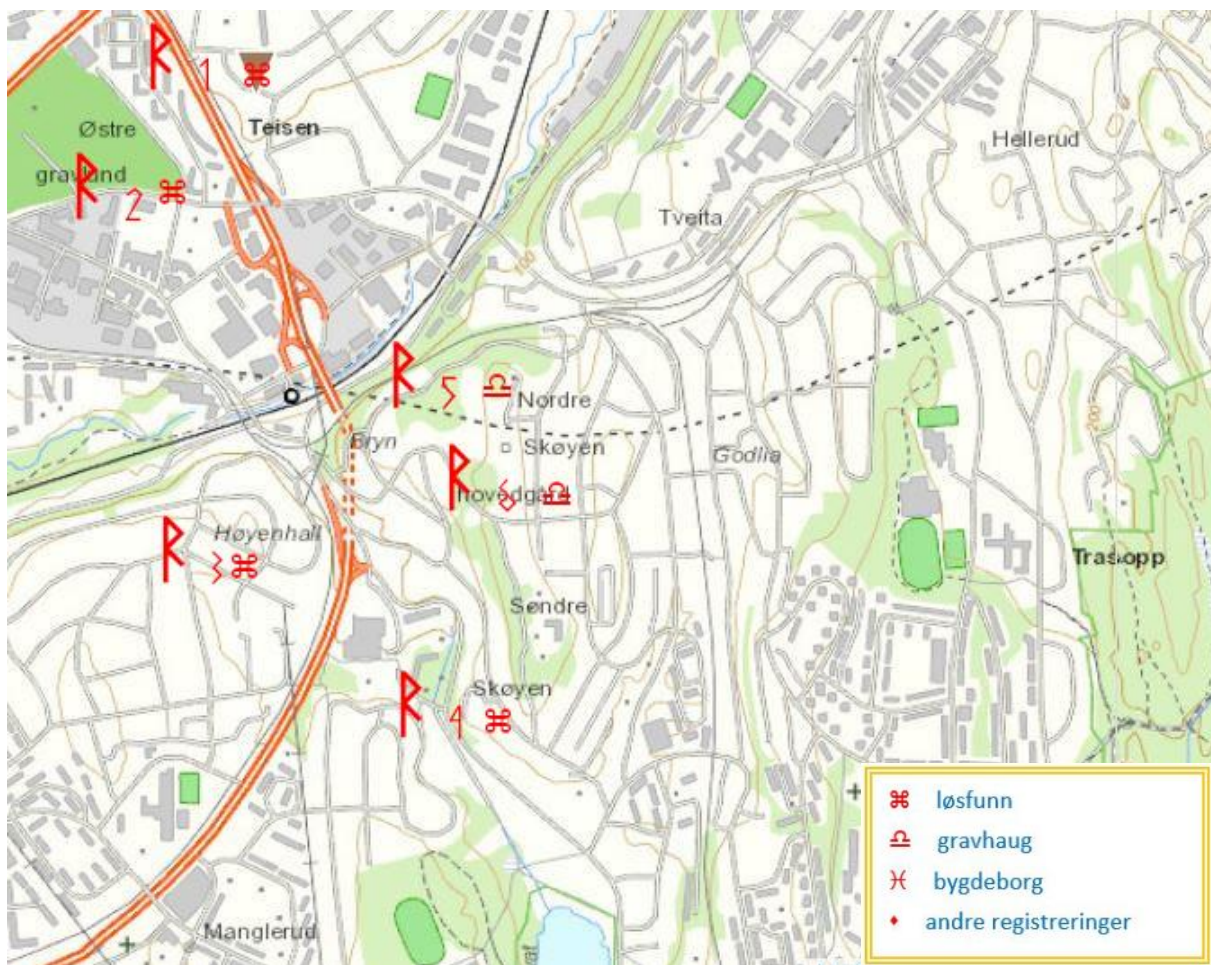 ᚱ 1 ⌘
Teisen
Østre
gravlund
ᚱ 2 ⌘
Hellerud
Tveita
100
ᚱ 5 ♎
Nordre
Skøyen
hovedgård
ᚱ 6 ♎
Bryn
Godlia
200
Høyenhall
ᚱ 3 ⌘
Trasopp
Søndre
Skøyen
ᚱ 4 ⌘
Manglerud
⌘ løsfunn
♎ gravhaug
♓ bygdeborg
♦ andre registreringer